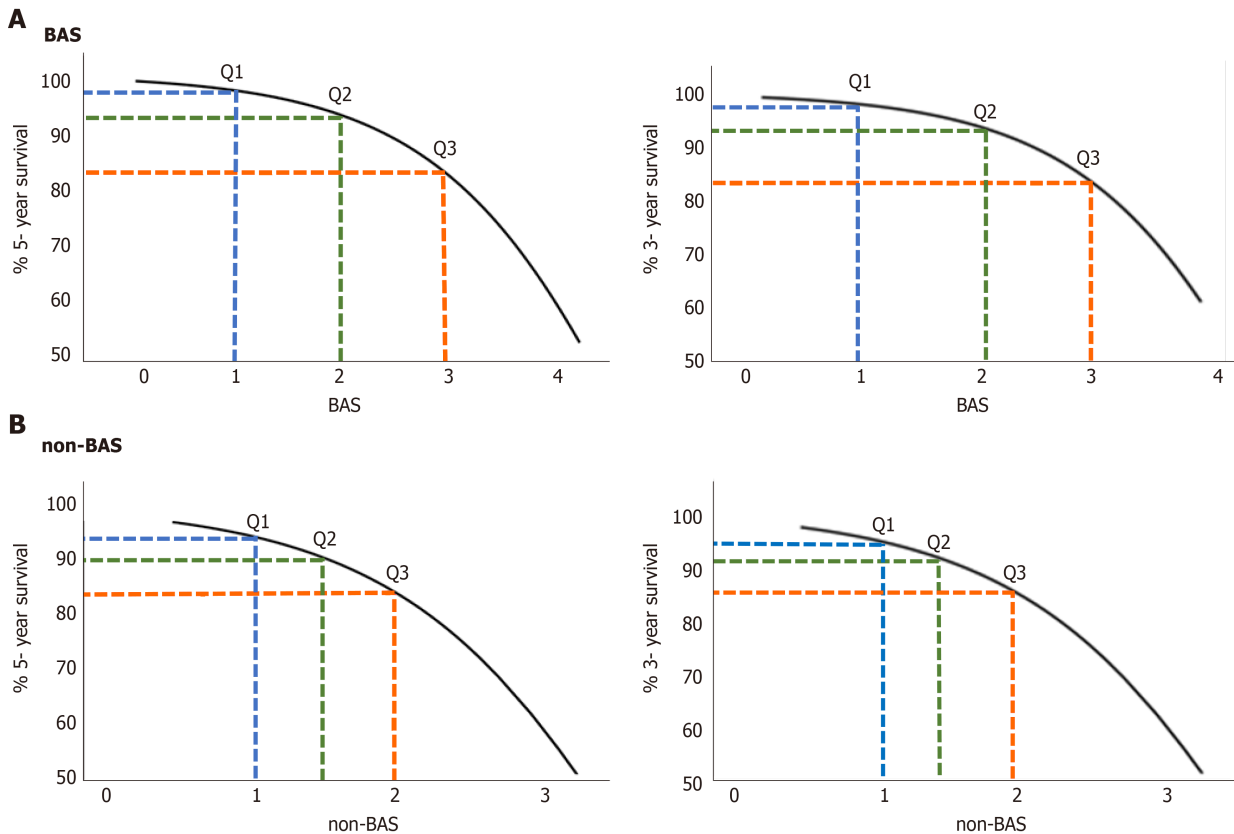 A
BAS
% 5- year survival
100
90
80
70
60
50
Q1
Q2
Q3
0 1 2 3 4
BAS
% 3- year survival
100
90
80
70
60
50
Q1
Q2
Q3
0 1 2 3 4
BAS
B
non-BAS
% 5- year survival
100
90
80
70
60
50
Q1
Q2
Q3
0 1 2 3
non-BAS
% 3- year survival
100
90
80
70
60
50
Q1
Q2
Q3
0 1 2 3
non-BAS